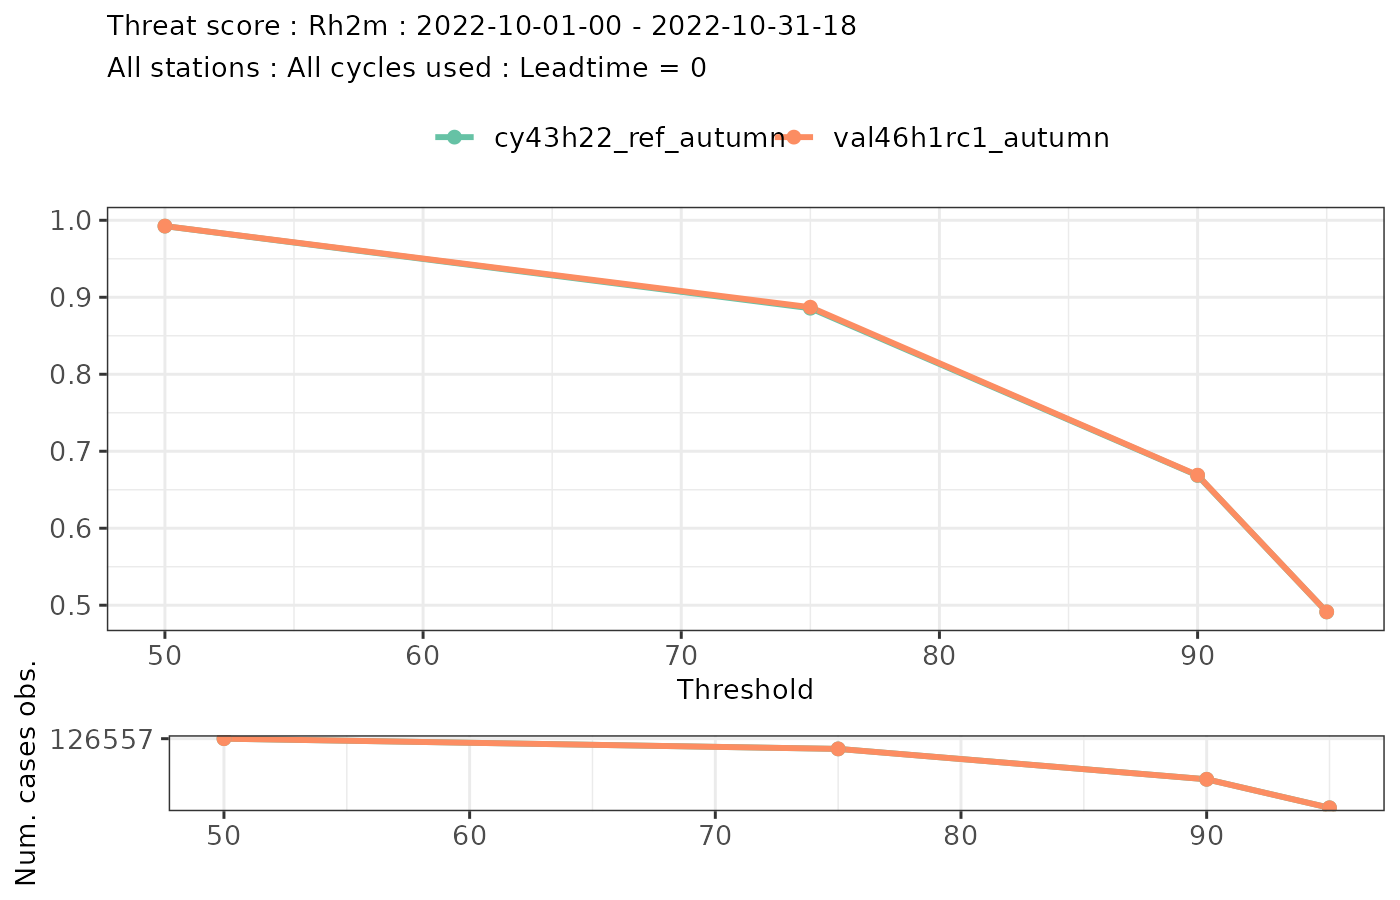 Threat score : Rh2m : 2022-10-01-00 - 2022-10-31-18
All stations : All cycles used : Leadtime = 0
cy43h22_ref_autumn val46h1rc1_autumn
1.0
0.9
0.8
0.7
0.6
0.5
50 60 70 80 90
Threshold
Num. cases obs.
126557
50 60 70 80 90